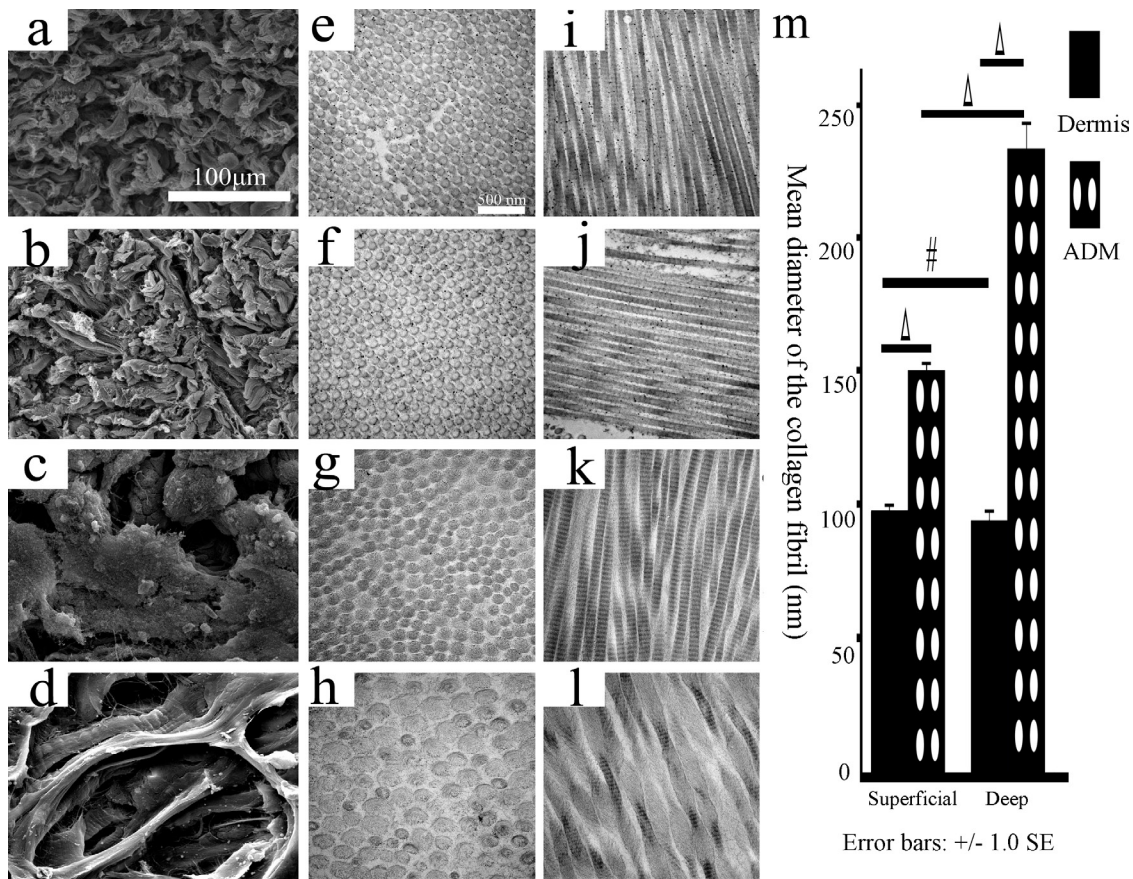 a
e
i
m
100μm
500 nm
b
f
j
c
g
k
d
h
l
Δ
Δ
#
Δ
Dermis
ADM
Mean diameter of the collagen fibril (nm)
250
200
150
100
50
0
Superficial Deep
Error bars: +/- 1.0 SE